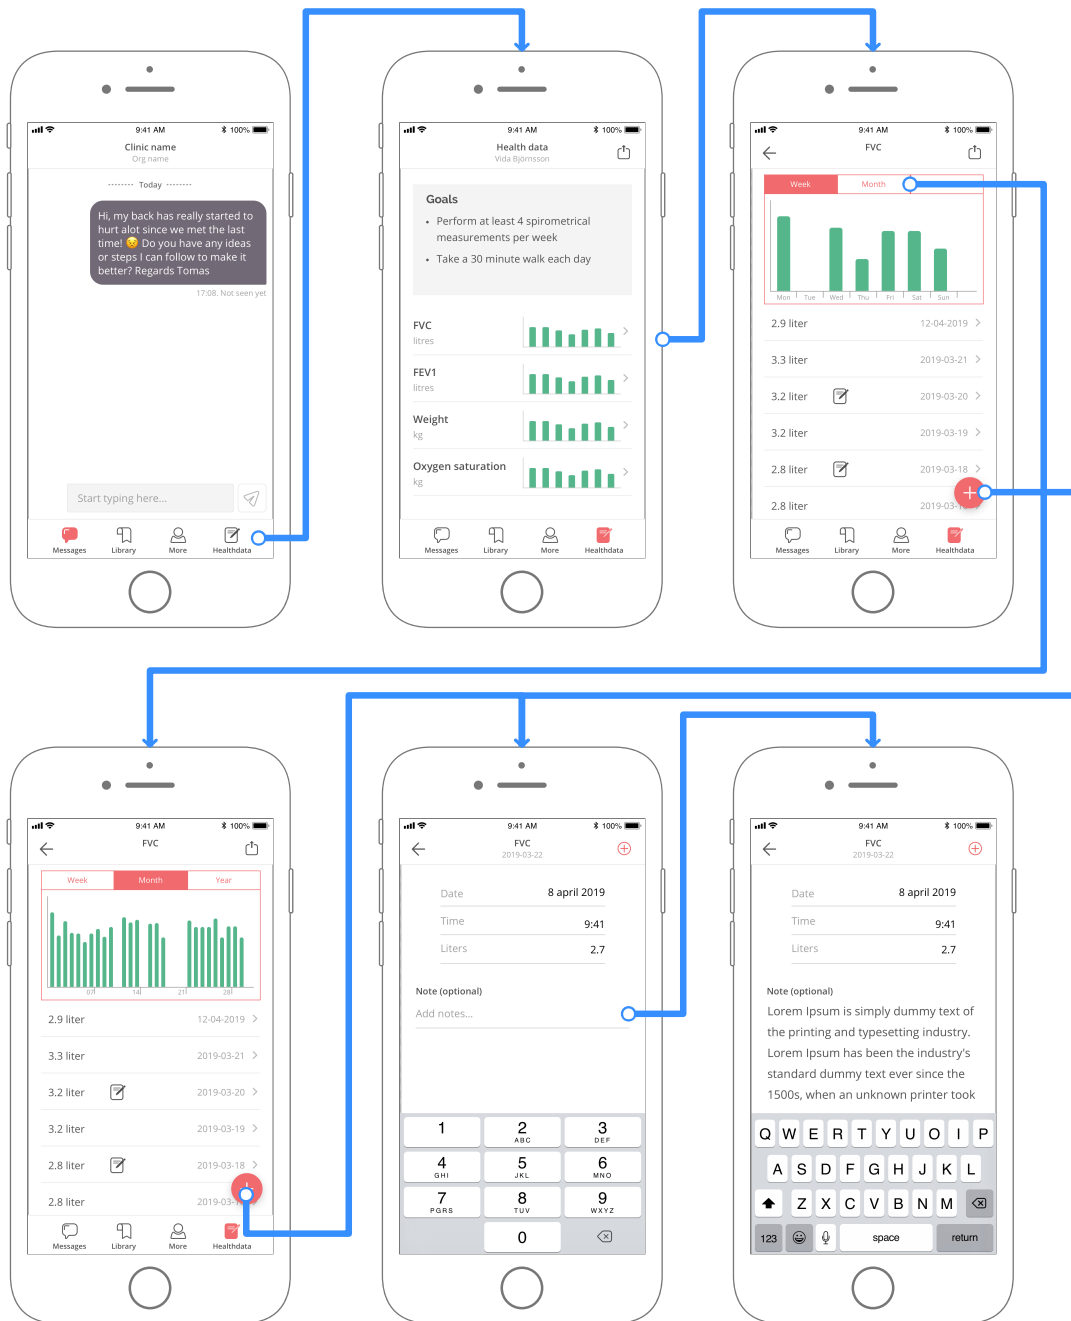 9:41 AM
100%
Clinic name
Org name
Today
Hi, my back has really started to
hurt alot since we met the last
time! 😣 Do you have any ideas
or steps I can follow to make it
better? Regards Tomas
17:08. Not seen yet
Start typing here...
Messages Library More Healthdata
9:41 AM
100%
Health data
Vida Björnsson
Goals
• Perform at least 4 spirometrical
measurements per week
• Take a 30 minute walk each day
FVC
litres
FEV1
litres
Weight
kg
Oxygen saturation
kg
Messages Library More Healthdata
9:41 AM
100%
FVC
Week Month
Mon Tue Wed Thu Fri Sat Sun
2.9 liter 12-04-2019
3.3 liter 2019-03-21
3.2 liter 2019-03-20
3.2 liter 2019-03-19
2.8 liter 2019-03-18
2.8 liter
Messages Library More Healthdata
9:41 AM
100%
FVC
Week Month Year
07 14 21 28
2.9 liter 12-04-2019
3.3 liter 2019-03-21
3.2 liter 2019-03-20
3.2 liter 2019-03-19
2.8 liter 2019-03-18
2.8 liter
Messages Library More Healthdata
9:41 AM
100%
FVC
2019-03-22
Date 8 april 2019
Time 9:41
Liters 2.7
Note (optional)
Add notes...
1 2 3
ABC DEF
4 5 6
GHI JKL MNO
7 8 9
PGRS TUV WXYZ
0
9:41 AM
100%
FVC
2019-03-22
Date 8 april 2019
Time 9:41
Liters 2.7
Note (optional)
Lorem Ipsum is simply dummy text of
the printing and typesetting industry.
Lorem Ipsum has been the industry's
standard dummy text ever since the
1500s, when an unknown printer took
Q W E R T Y U O I P
A S D F G H J K L
Z X C V B N M
123 space return